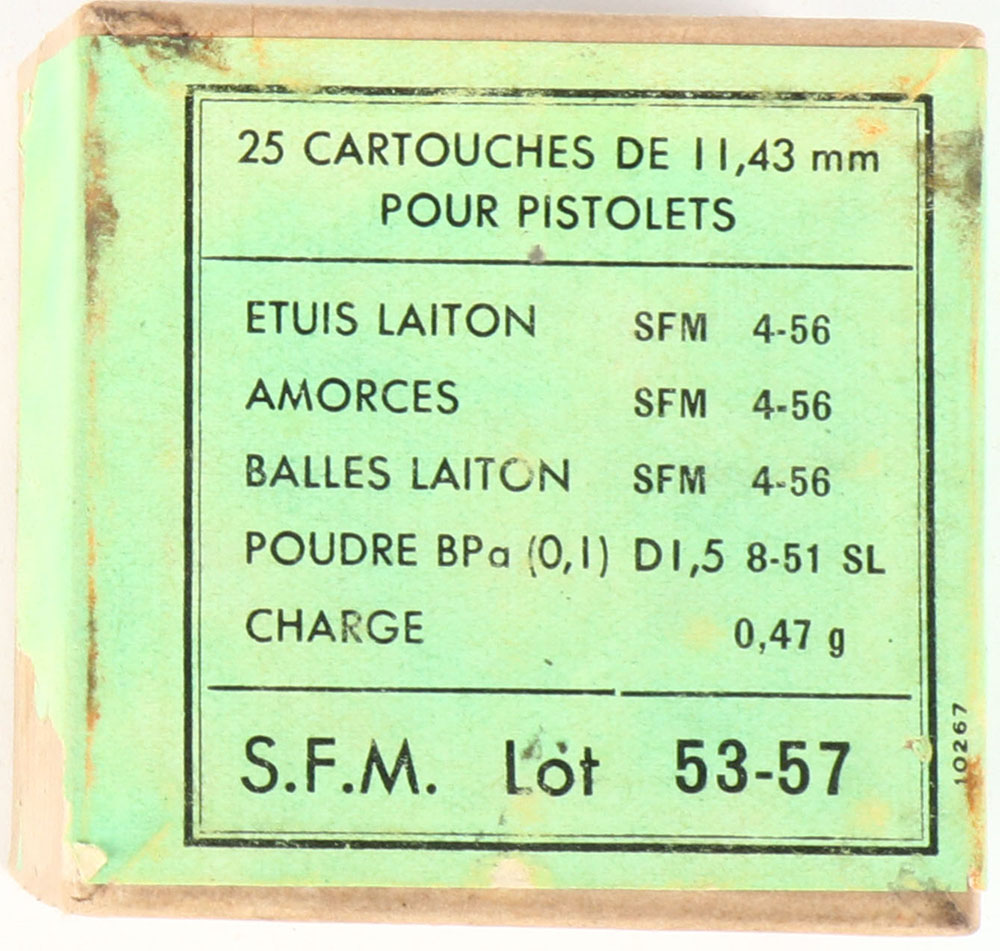 25 CARTOUCHES DE 11,43 mm
POUR PISTOLETS
ETUIS LAITON SFM 4-56
AMORCES SFM 4-56
BALLES LAITON SFM 4-56
POUDRE BPa (0,1) D1,5 8-51 SL
CHARGE 0,47 g
S.F.M. Lot 53-57
10267